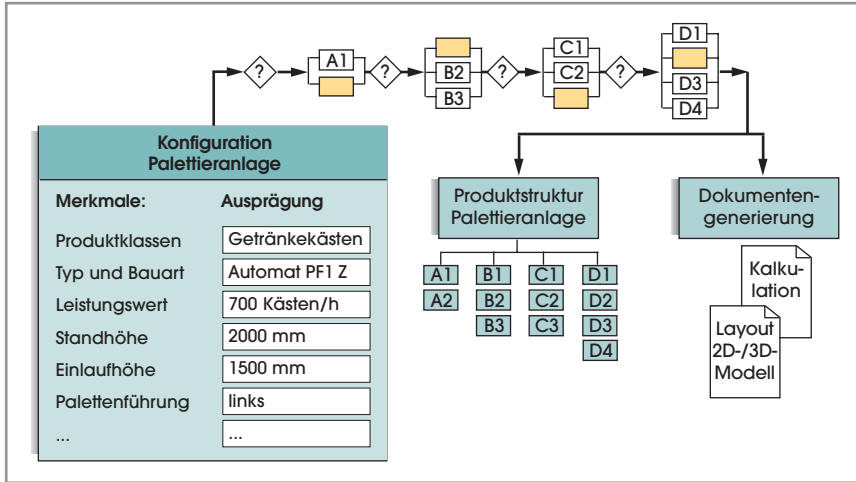 ?
A1
?
B2
B3
?
C1
C2
?
D1
D3
D4
Konfiguration
Palettieranlage
Merkmale: Ausprägung
Produktklassen Getränkekästen
Typ und Bauart Automat PF1 Z
Leistungswert 700 Kästen/h
Standhöhe 2000 mm
Einlaufhöhe 1500 mm
Palettenführung links
... ...
Produktstruktur
Palettieranlage
A1 B1 C1 D1
A2 B2 C2 D2
B3 C3 D3
D4
Dokumenten-
generierung
Kalku-
lation
Layout
2D-/3D-
Modell